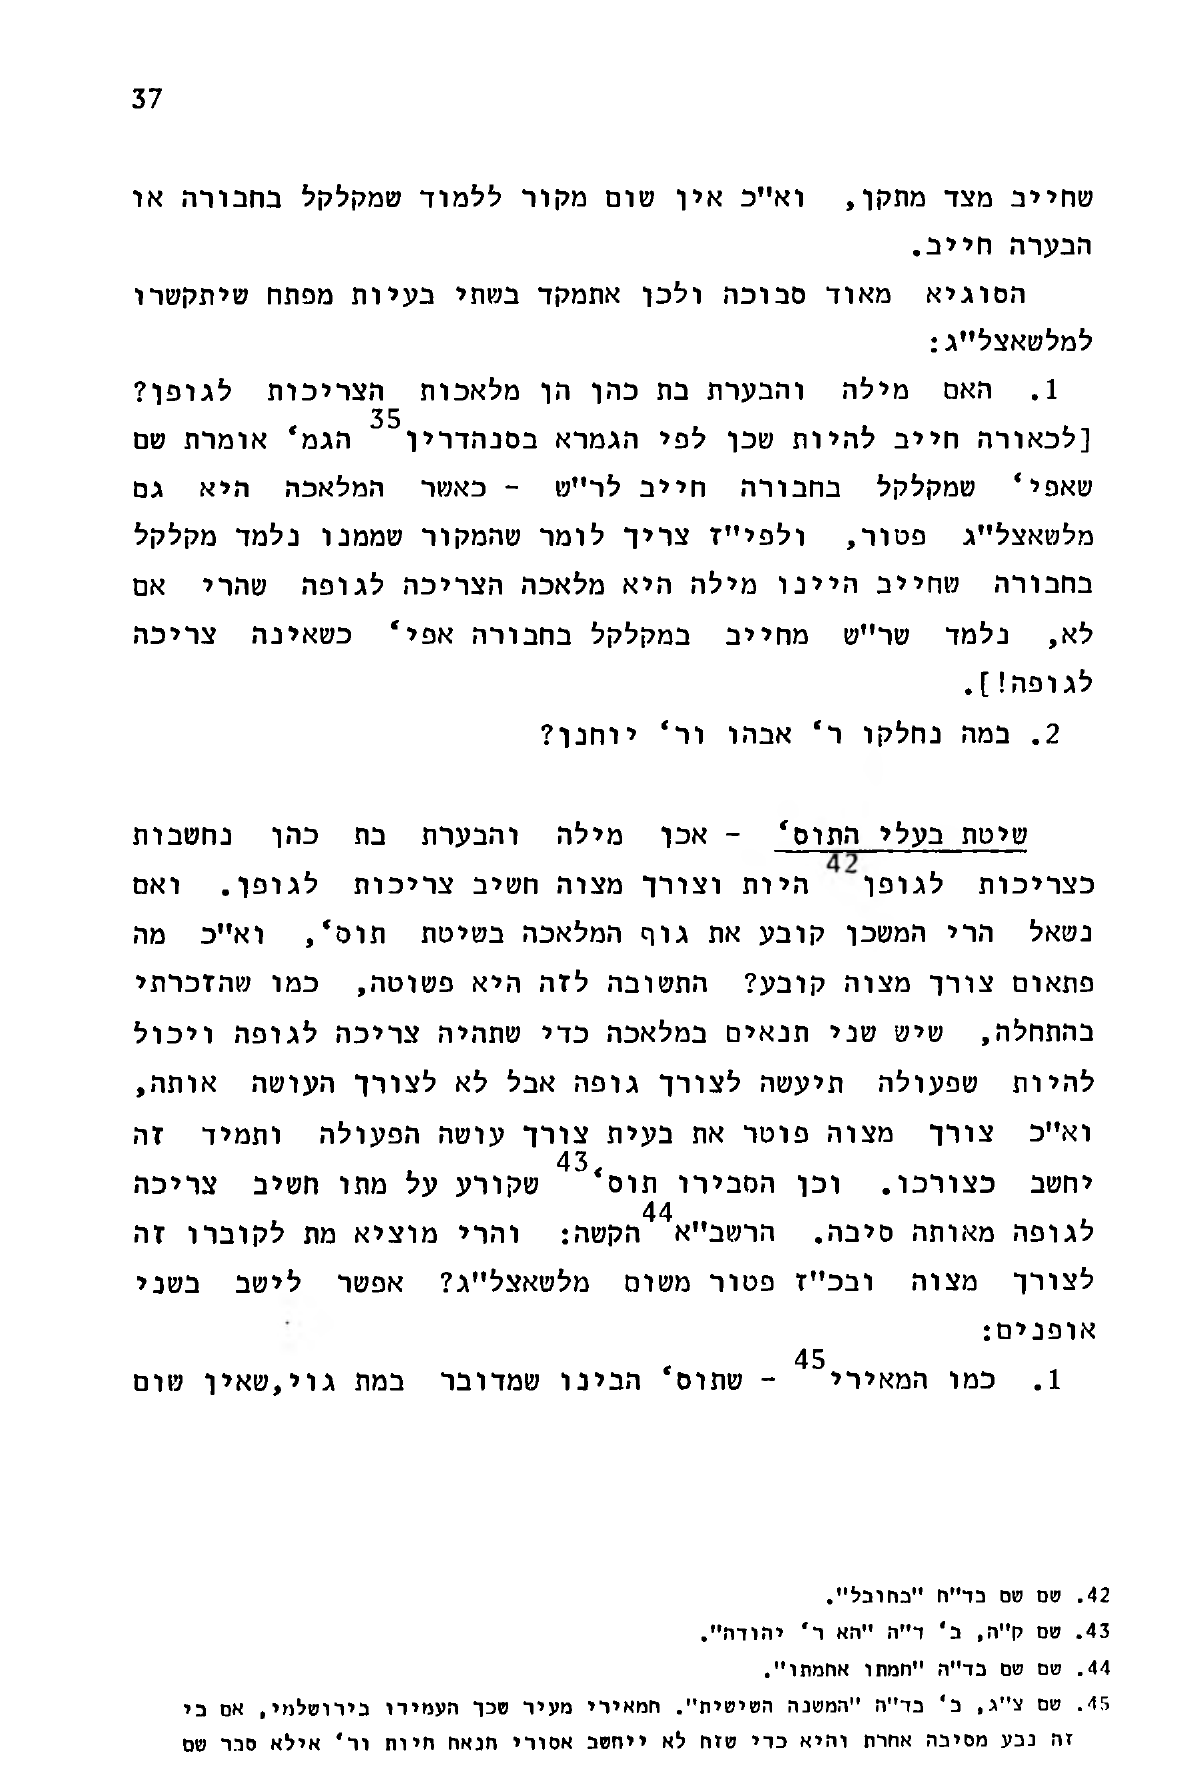 37
שחייב מצד מתקן, וא"כ אין שום מקור ללמוד שמקלקל בחבורה או
הבערה חייב.
הסוגיא מאוד סבוכה ולכן אתמקד בשתי בעיות מפתח שיתקשרו
למלשאצל"ג:
1. האם מילה והבערת בת כהן הן מלאכות הצריכות לגופן?
[לכאורה חייב להיות שכן לפי הגמרא בסנהדרין35 הגמ' אומרת שם
שאפי' שמקלקל בחבורה חייב לר"ש - כאשר המלאכה היא גם
מלשאצל"ג פטור, ולפי"ז צריך לומר שהמקור שממנו נלמד מקלקל
בחבורה שחייב היינו מילה היא מלאכה הצריכה לגופה שהרי אם
לא, נלמד שר"ש מחייב במקלקל בחבורה אפי' כשאינה צריכה
לגופה!].
2. במה נחלקו ר' אבהו ור' יוחנן?
שיטת בעלי התוס' - אכן מילה והבערת בת כהן נחשבות
כצריכות לגופן42 היות וצורך מצוה חשיב צריכות לגופן. ואם
נשאל הרי המשכן קובע את גוף המלאכה בשיטת תוס', וא"כ מה
פתאום צורך מצוה קובע? התשובה לזה היא פשוטה, כמו שהזכרתי
בהתחלה, שיש שני תנאים במלאכה כדי שתהיה צריכה לגופה ויכול
להיות שפעולה תיעשה לצורך גופה אבל לא לצורך העושה אותה,
וא"כ צורך מצוה פוטר את בעית צורך עושה הפעולה ותמיד זה
יחשב כצורכו. וכן הסבירו תוס'43 שקורע על מתו חשיב צריכה
לגופה מאותה סיבה. הרשב"א44 הקשה: והרי מוציא מת לקוברו זה
לצורך מצוה ובכ"ז פטור משום מלשאצל"ג? אפשר לישב בשני
אופנים:
1. כמו המאירי45 - שתוס' הבינו שמדובר במת גוי,שאין שום
42. שם שם בד"ח "בחובל".
43. שם ק"ה, ב' ד"ה "הא ר' יהודה".
44. שם שם בד"ה "חמתו אחמתו".
45. שם צ"ג, ב' בד"ה "המשנה השישית". המאירי מעיר שכך העמידו בירושלמי, אם כי
זה נבע מסיבה אחרת והיא כדי שזה לא ייחשב אסורי הנאה היות ור' אילא סבר שם